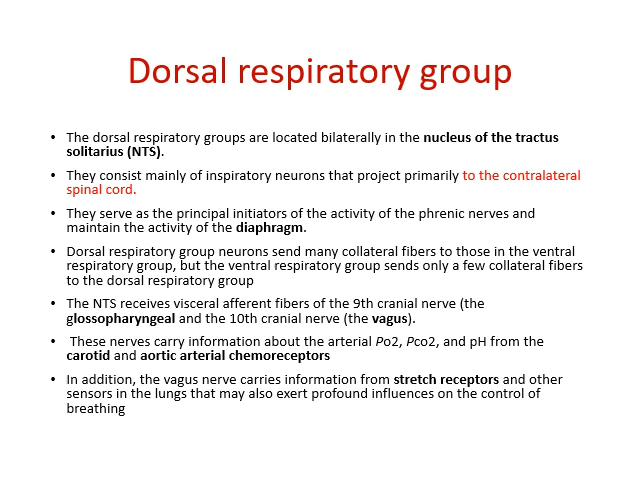 Dorsal respiratory group
• The dorsal respiratory groups are located bilaterally in the nucleus of the tractus
solitarius (NTS).
• They consist mainly of inspiratory neurons that project primarily to the contralateral
spinal cord.
• They serve as the principal initiators of the activity of the phrenic nerves and
maintain the activity of the diaphragm.
• Dorsal respiratory group neurons send many collateral fibers to those in the ventral
respiratory group, but the ventral respiratory group sends only a few collateral fibers
to the dorsal respiratory group
• The NTS receives visceral afferent fibers of the 9th cranial nerve (the
glossopharyngeal and the 10th cranial nerve (the vagus).
• These nerves carry information about the arterial Po2, Pco2, and pH from the
carotid and aortic arterial chemoreceptors
• In addition, the vagus nerve carries information from stretch receptors and other
sensors in the lungs that may also exert profound influences on the control of
breathing